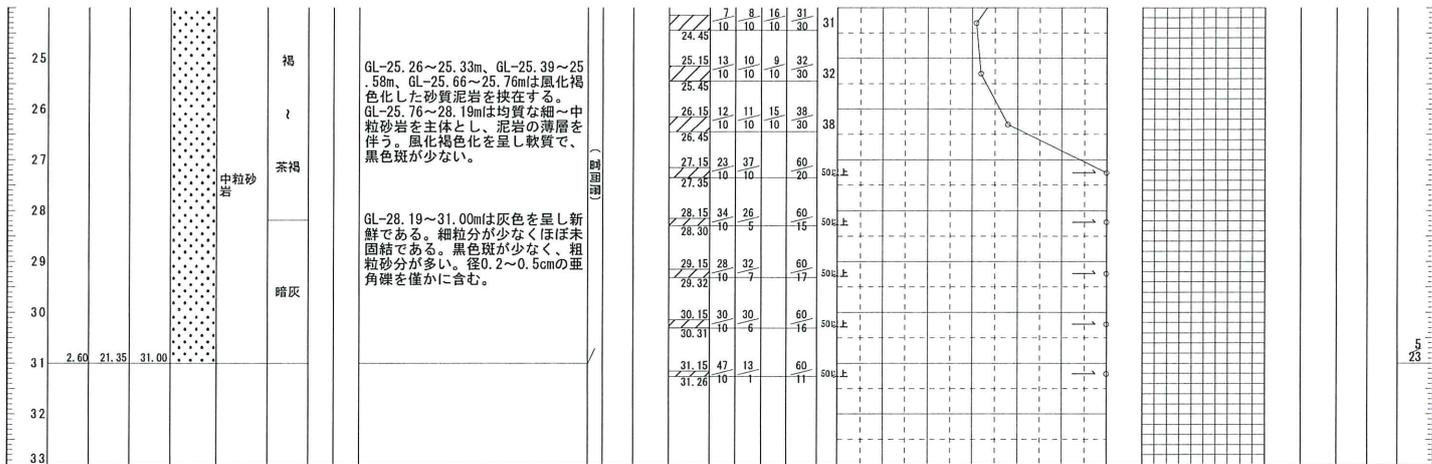 25
26
27
28
29
30
31
32
33
2.60 21.35 31.00
中粒砂
岩
褐
~
茶褐
暗灰
GL-25.26～25.33m、GL-25.39～25
.58m、GL-25.66～25.76mは風化褐
色化した砂質泥岩を挟在する。
GL-25.76～28.19mは均質な細～中
粒砂岩を主体とし、泥岩の薄層を
伴う。風化褐色化を呈し軟質で、
黒色斑が少ない。
GL-28.19～31.00mは灰色を呈し新
鮮である。細粒分が少なくほぼ未
固結である。黒色斑が少なく、粗
粒砂分が多い。径0.2～0.5cmの亜
角礫を僅かに含む。
(富岡層)
7 8 16 31
10 10 10 30
31
24.45
25.15 13 10 9 32
10 10 10 30
32
25.45
26.15 12 11 15 38
10 10 10 30
38
26.45
27.15 23 37 60
10 10 20
50以上
27.35
28.15 34 26 60
10 5 15
50以上
28.30
29.15 28 32 60
10 7 17
50以上
29.32
30.15 30 30 60
10 6 16
50以上
30.31
31.15 47 13 60
10 1 11
50以上
31.26
5
23